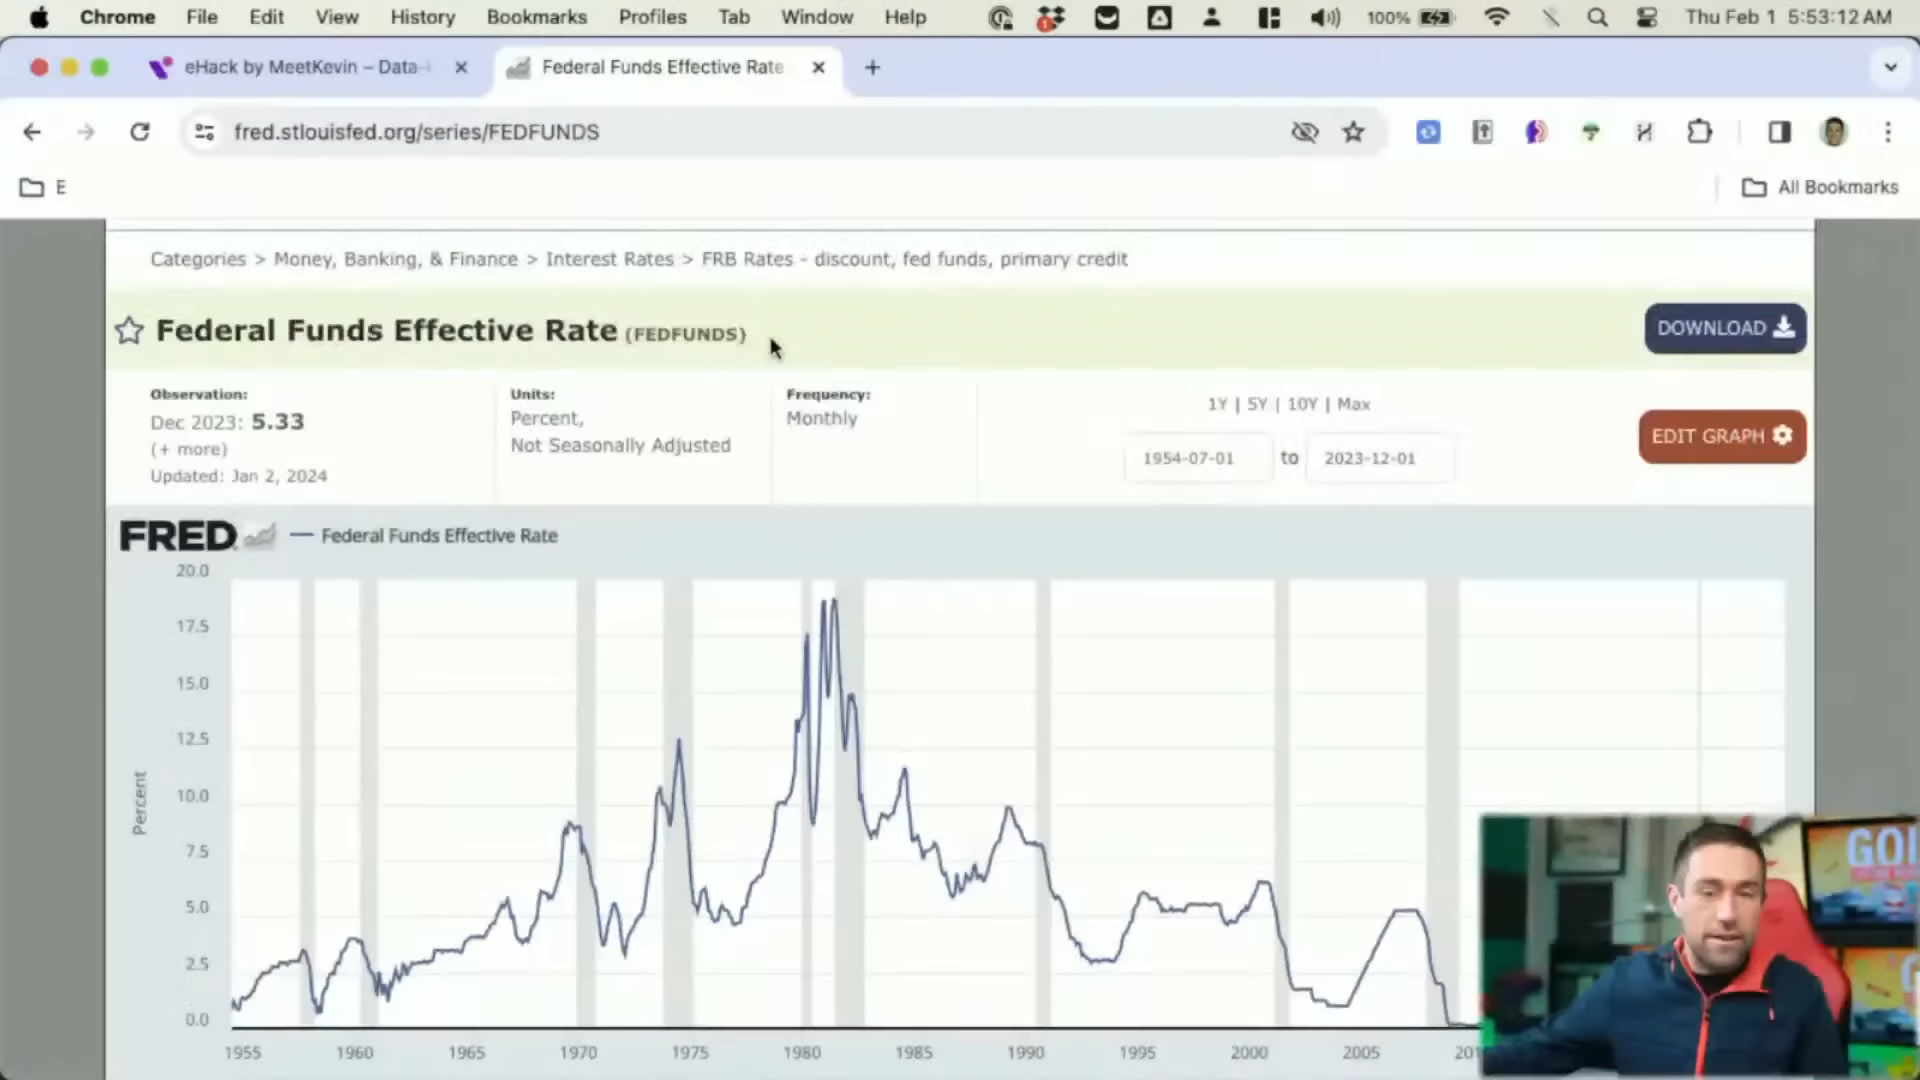 Chrome File Edit View History Bookmarks Profiles Tab Window Help 100% Thu Feb 1 5:53:12 AM
eHack by MeetKevin – Data-
Federal Funds Effective Rate
fred.stlouisfed.org/series/FEDFUNDS
E
All Bookmarks
Categories > Money, Banking, & Finance > Interest Rates > FRB Rates - discount, fed funds, primary credit
Federal Funds Effective Rate (FEDFUNDS)
DOWNLOAD
Observation:
Dec 2023: 5.33
(+ more)
Updated: Jan 2, 2024
Units:
Percent,
Not Seasonally Adjusted
Frequency:
Monthly
1Y | 5Y | 10Y | Max
1954-07-01 to 2023-12-01
EDIT GRAPH
FRED
Federal Funds Effective Rate
20.0
17.5
15.0
12.5
10.0
7.5
5.0
2.5
0.0
Percent
1955 1960 1965 1970 1975 1980 1985 1990 1995 2000 2005 201
GOI